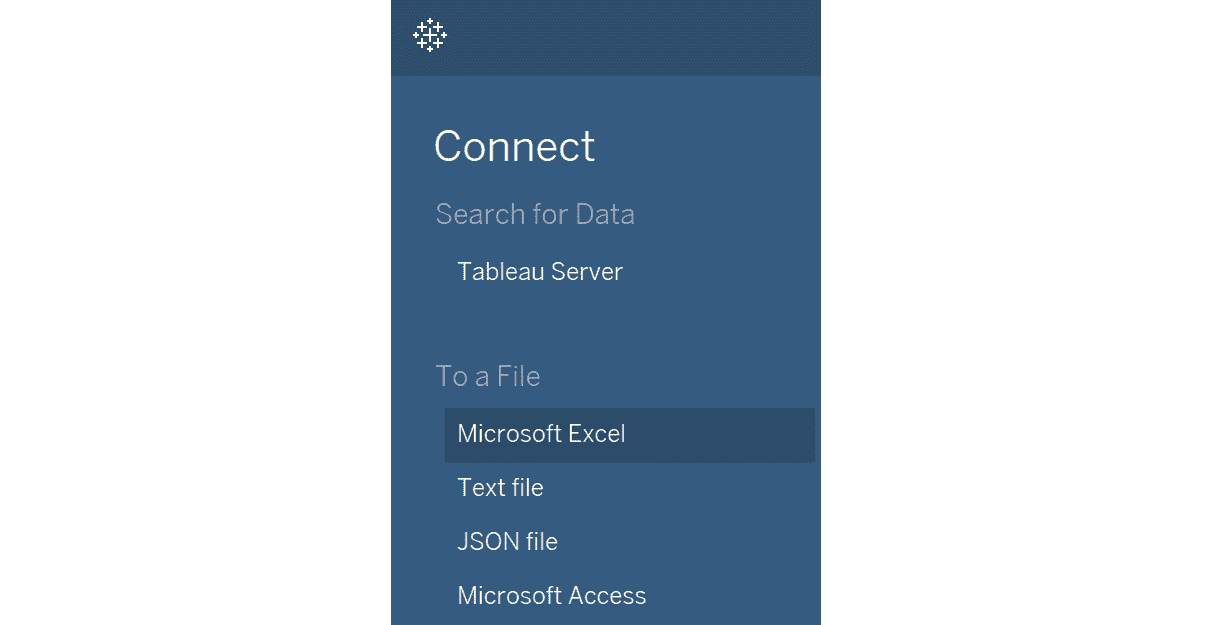 Connect
Search for Data
Tableau Server
To a File
Microsoft Excel
Text file
JSON file
Microsoft Access